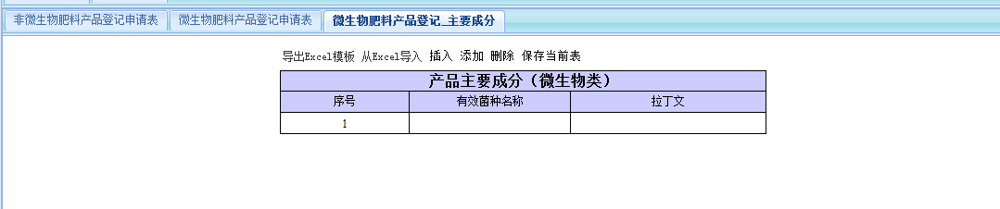 非微生物肥料产品登记申请表 微生物肥料产品登记申请表 微生物肥料产品登记_主要成分
导出Excel模板 从Excel导入 插入 添加 删除 保存当前表
产品主要成分（微生物类）
序号 有效菌种名称 拉丁文
1